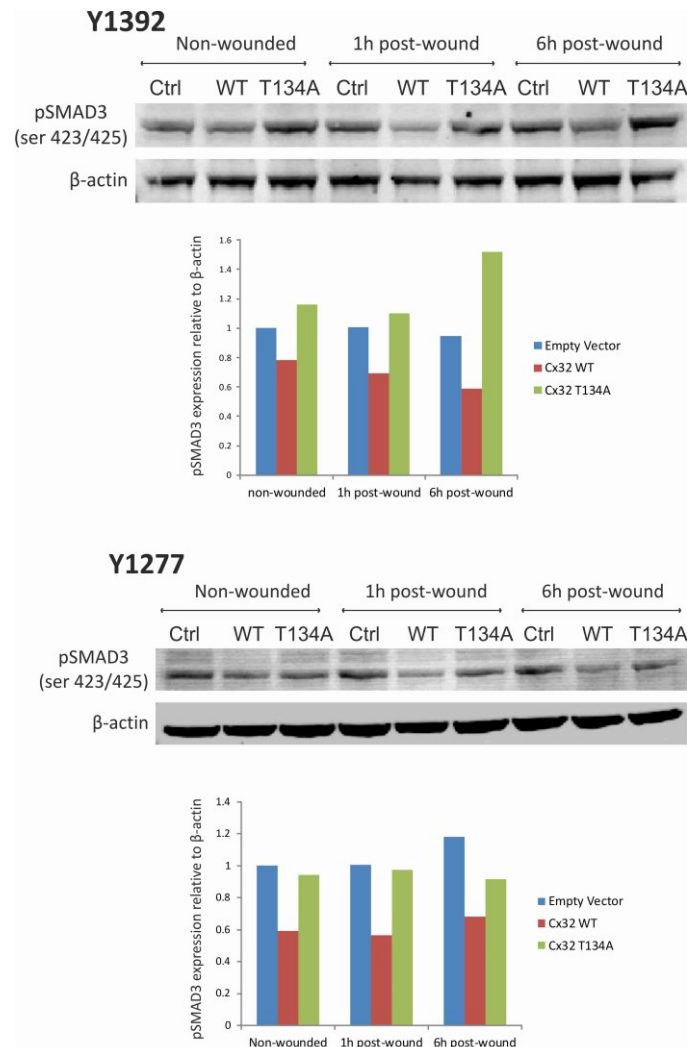 Y1392
Non-wounded 1h post-wound 6h post-wound
Ctrl WT T134A Ctrl WT T134A Ctrl WT T134A
pSMAD3
(ser 423/425)
β-actin
pSMAD3 expression relative to β-actin
1.6
1.4
1.2
1
0.8
0.6
0.4
0.2
0
Empty Vector
Cx32 WT
Cx32 T134A
non-wounded 1h post-wound 6h post-wound
Y1277
Non-wounded 1h post-wound 6h post-wound
Ctrl WT T134A Ctrl WT T134A Ctrl WT T134A
pSMAD3
(ser 423/425)
β-actin
pSMAD3 expression relative to β-actin
1.4
1.2
1
0.8
0.6
0.4
0.2
0
Empty Vector
Cx32 WT
Cx32 T134A
Non-wounded 1h post-wound 6h post-wound